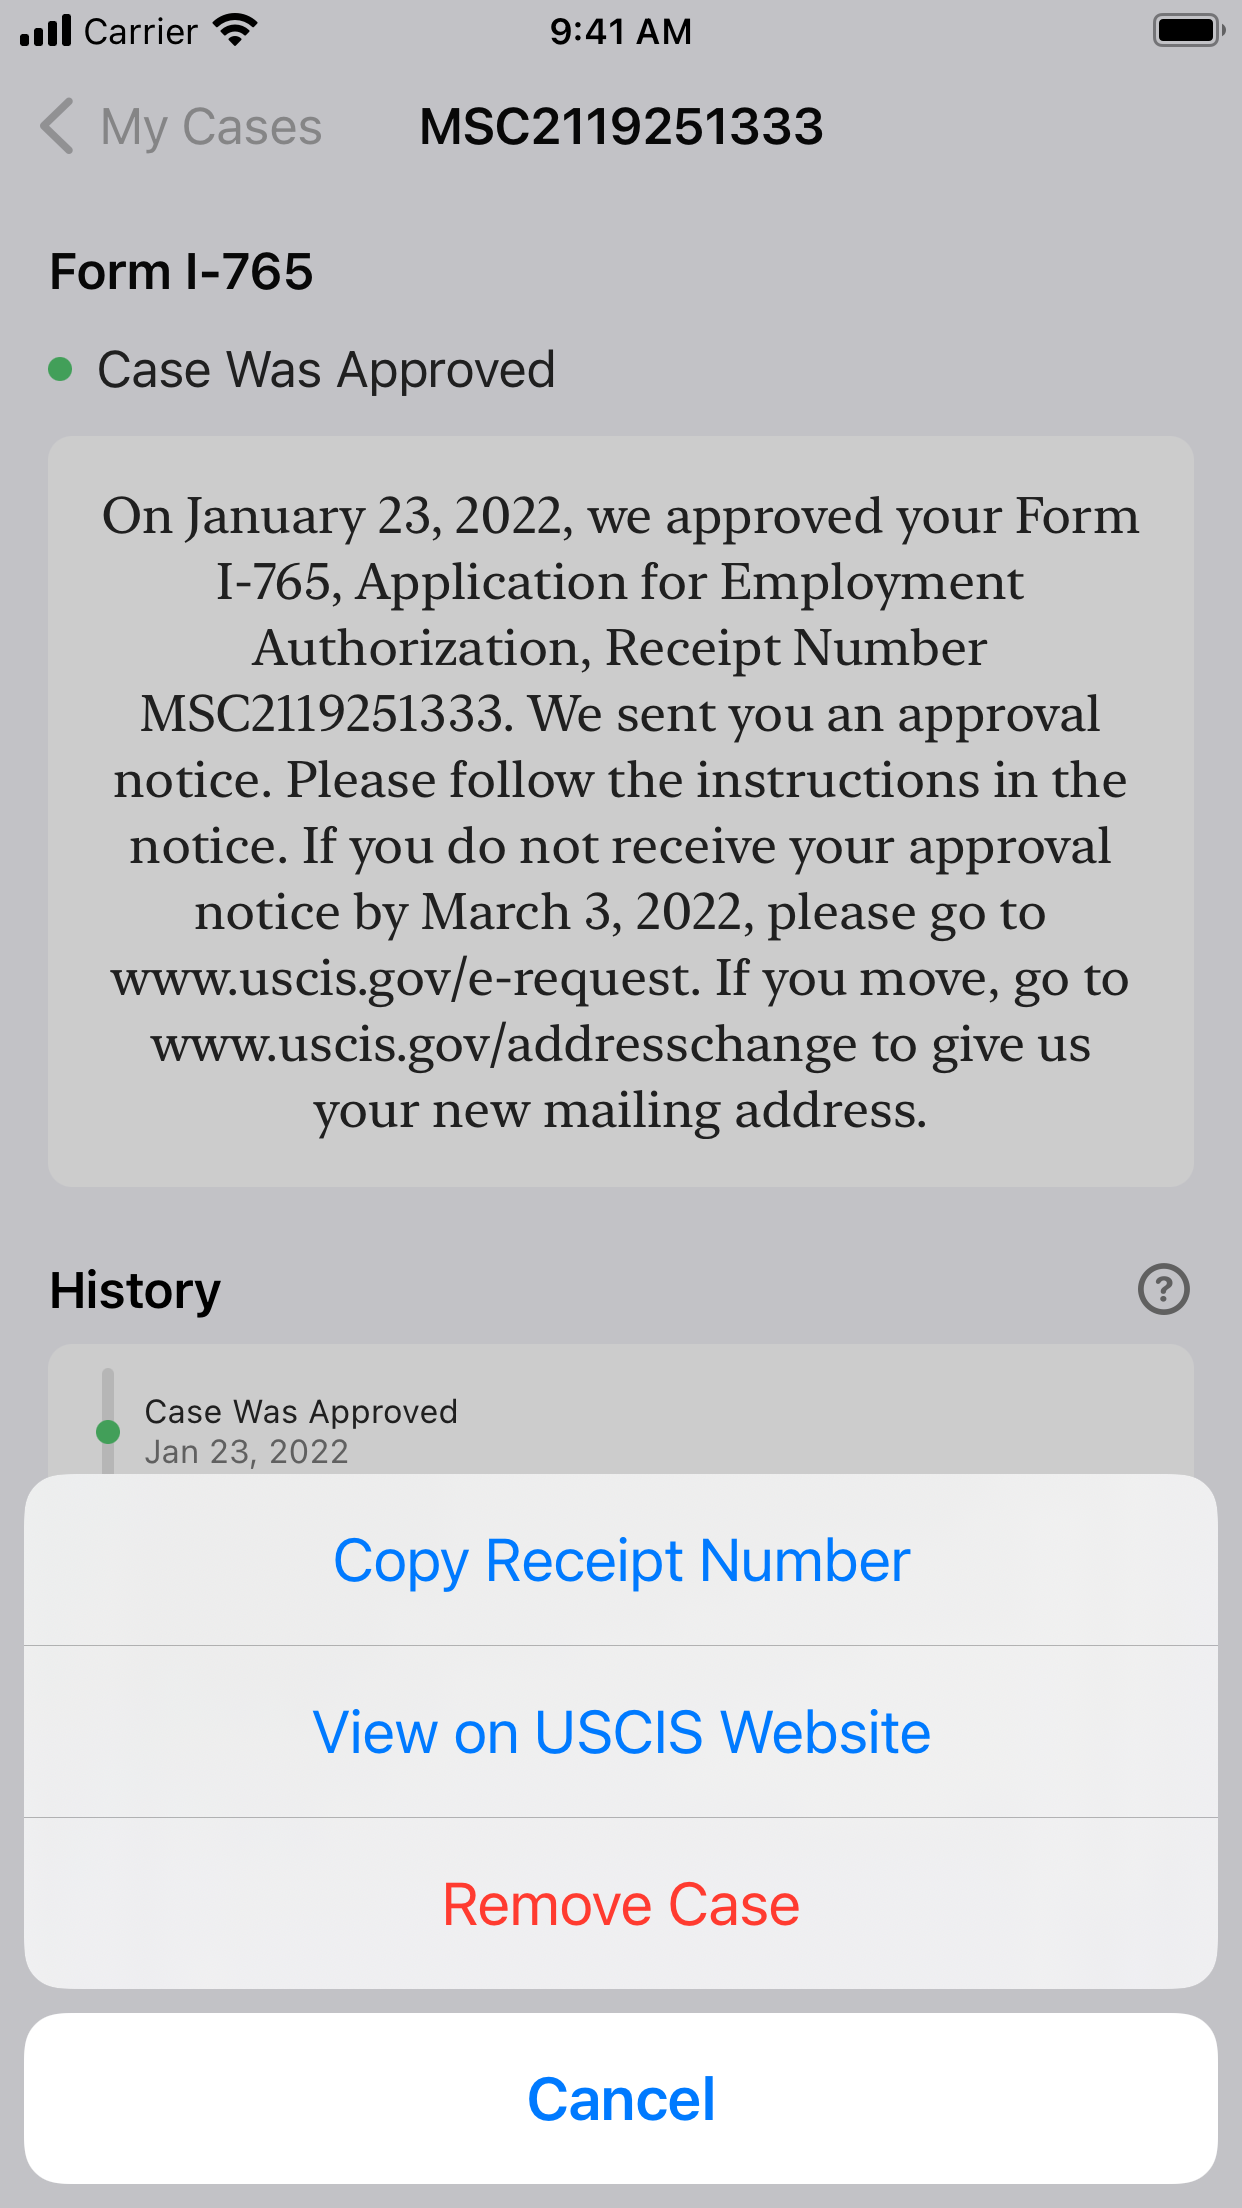 Carrier
9:41 AM
My Cases
MSC2119251333
Form I-765
Case Was Approved
On January 23, 2022, we approved your Form
I-765, Application for Employment
Authorization, Receipt Number
MSC2119251333. We sent you an approval
notice. Please follow the instructions in the
notice. If you do not receive your approval
notice by March 3, 2022, please go to
www.uscis.gov/e-request. If you move, go to
www.uscis.gov/addresschange to give us
your new mailing address.
History
?
Case Was Approved
Jan 23, 2022
Copy Receipt Number
View on USCIS Website
Remove Case
Cancel